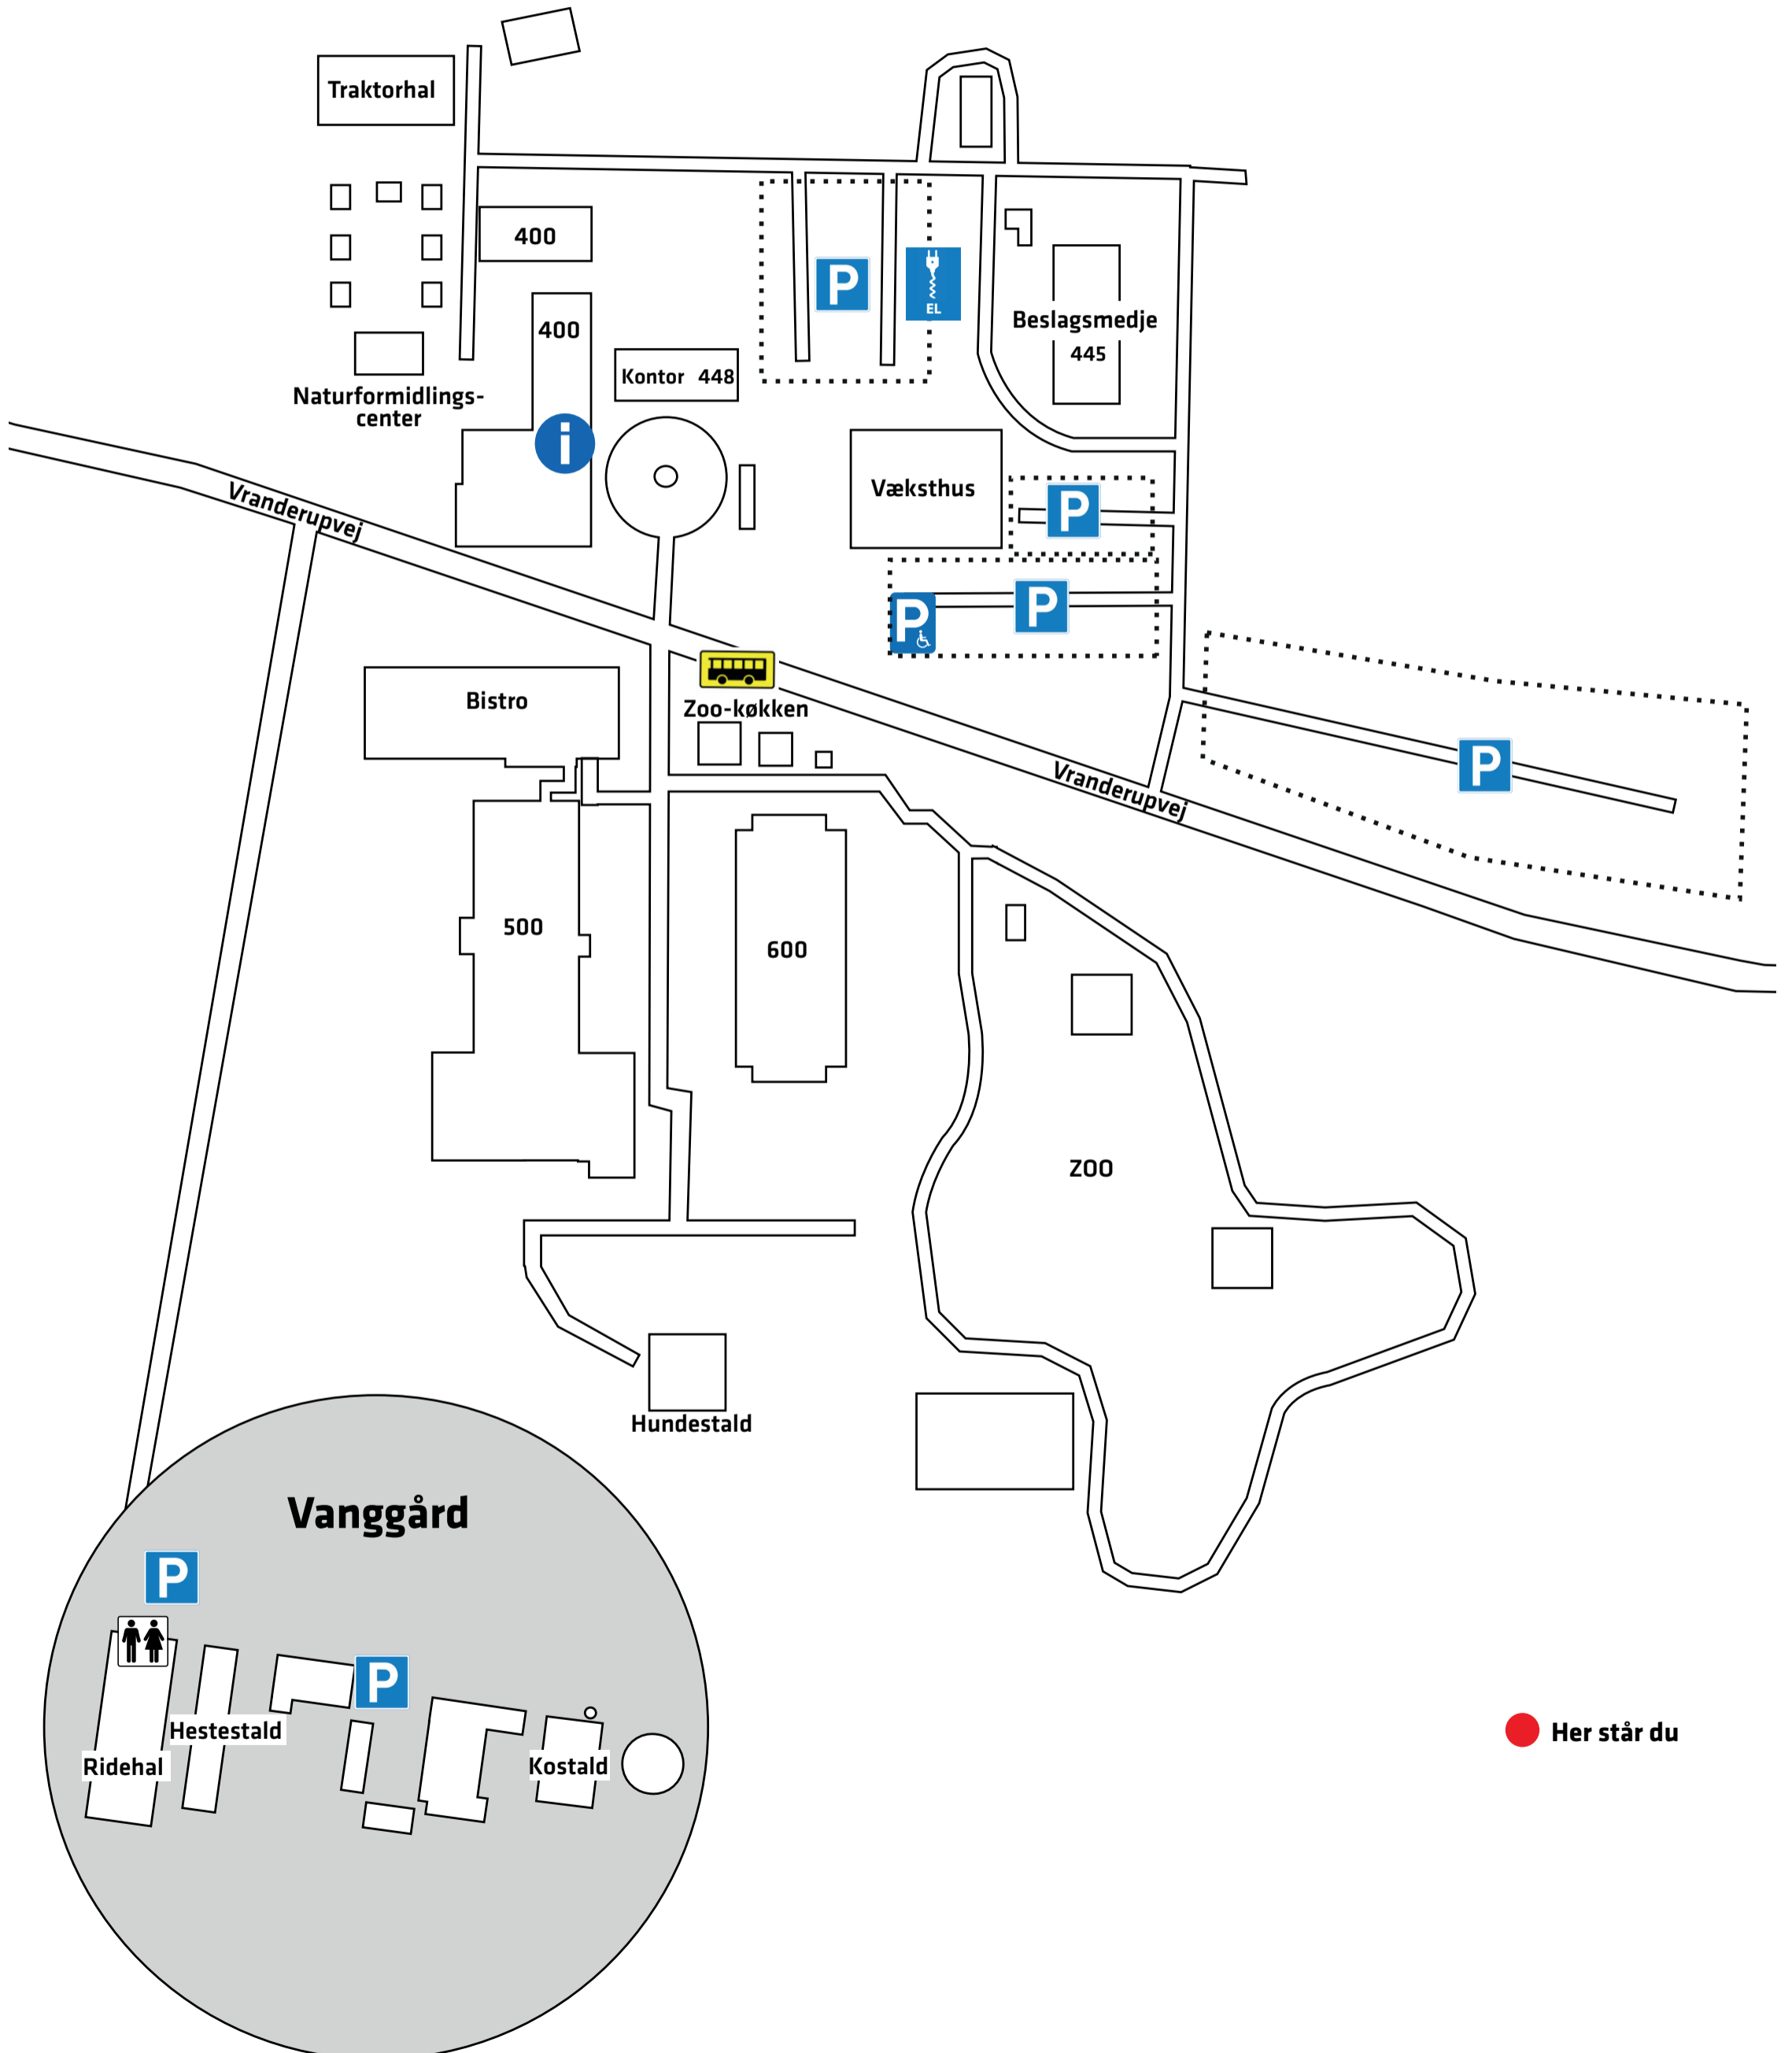 Traktorhal
400
400
P
EL
Beslagsmedje
445
Kontor 448
Naturformidlings-
center
i
Væksthus
P
Vranderupvej
P
P
Bistro
Zoo-køkken
Vranderupvej
P
500
600
ZOO
Hundestald
Vanggård
P
P
Hestestald
Ridehal
Kostald
Her står du